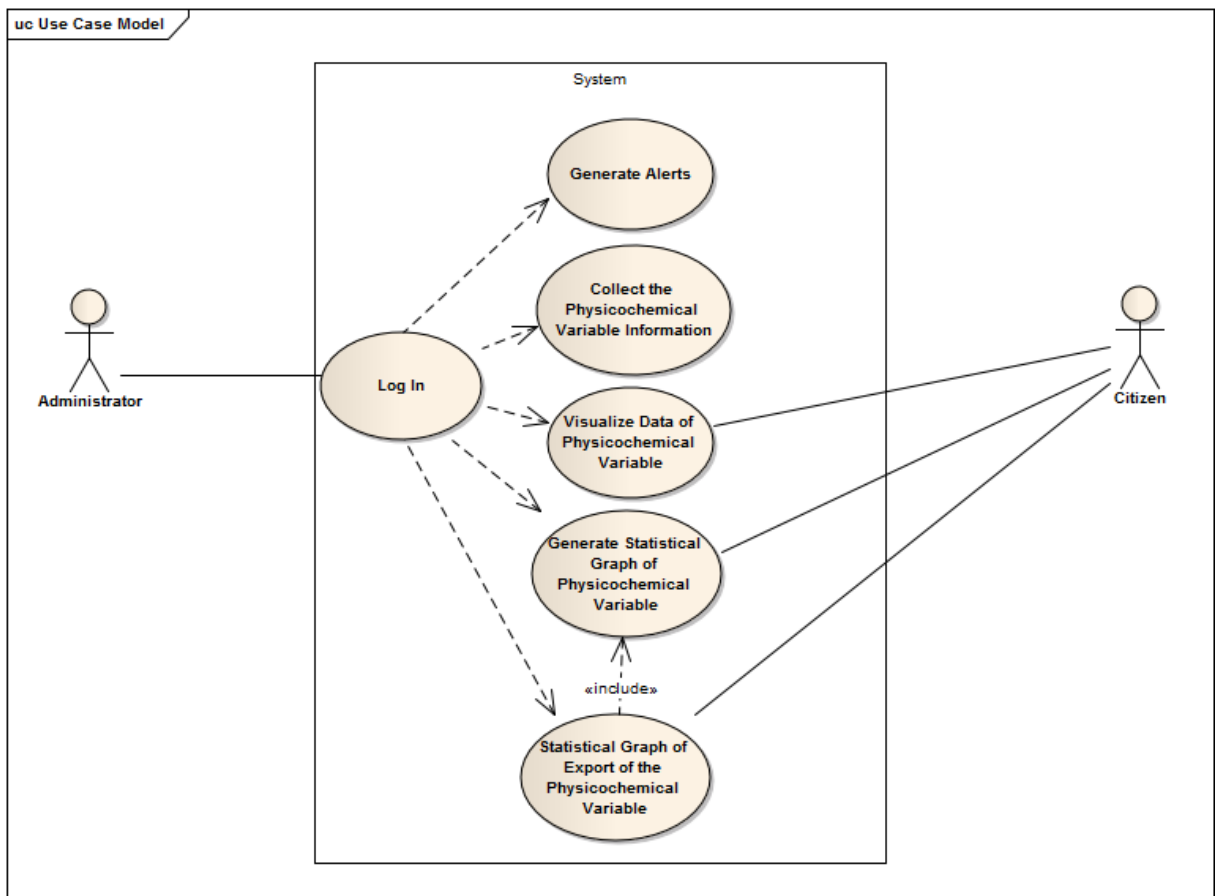 uc Use Case Model
System
Generate Alerts
Collect the
Physicochemical
Variable Information
Log In
Administrator
Citizen
Visualize Data of
Physicochemical
Variable
Generate Statistical
Graph of
Physicochemical
Variable
«include»
Statistical Graph of
Export of the
Physicochemical
Variable